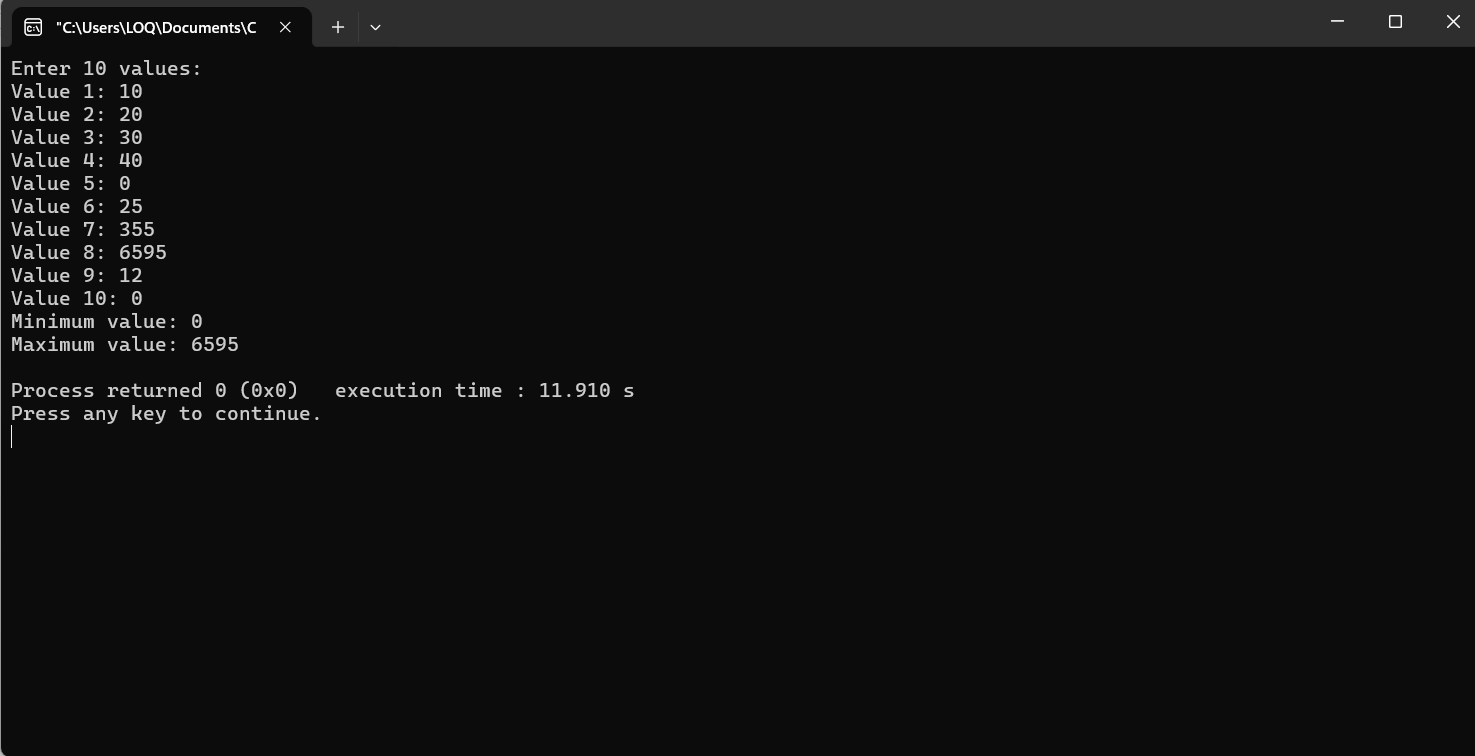 "C:\Users\LOQ\Documents\C
Enter 10 values:
Value 1: 10
Value 2: 20
Value 3: 30
Value 4: 40
Value 5: 0
Value 6: 25
Value 7: 355
Value 8: 6595
Value 9: 12
Value 10: 0
Minimum value: 0
Maximum value: 6595
Process returned 0 (0x0)   execution time : 11.910 s
Press any key to continue.